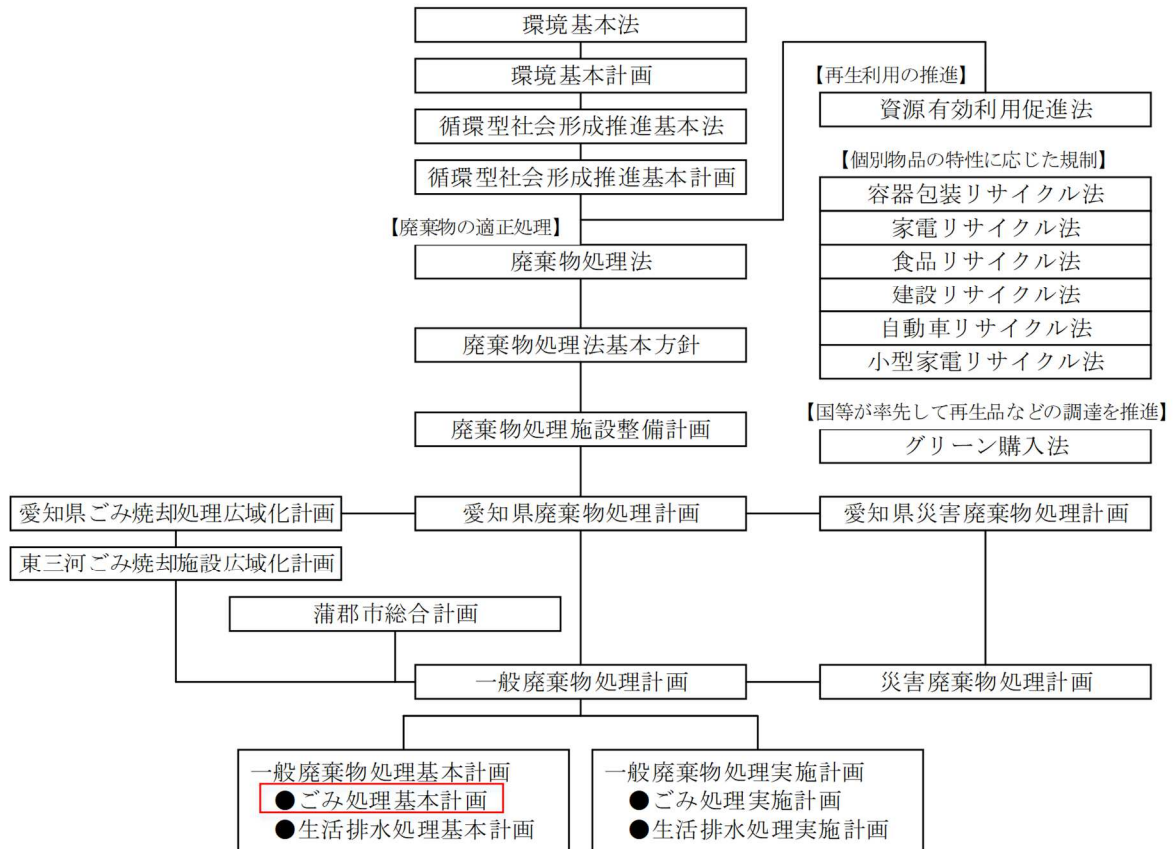 環境基本法
環境基本計画
循環型社会形成推進基本法
循環型社会形成推進基本計画
【廃棄物の適正処理】
廃棄物処理法
廃棄物処理法基本方針
廃棄物処理施設整備計画
【再生利用の推進】
資源有効利用促進法
【個別物品の特性に応じた規制】
容器包装リサイクル法
家電リサイクル法
食品リサイクル法
建設リサイクル法
自動車リサイクル法
小型家電リサイクル法
【国等が率先して再生品などの調達を推進】
グリーン購入法
愛知県ごみ焼却処理広域化計画
愛知県廃棄物処理計画
愛知県災害廃棄物処理計画
東三河ごみ焼却施設広域化計画
蒲郡市総合計画
一般廃棄物処理計画
災害廃棄物処理計画
一般廃棄物処理基本計画
●ごみ処理基本計画
●生活排水処理基本計画
一般廃棄物処理実施計画
●ごみ処理実施計画
●生活排水処理実施計画